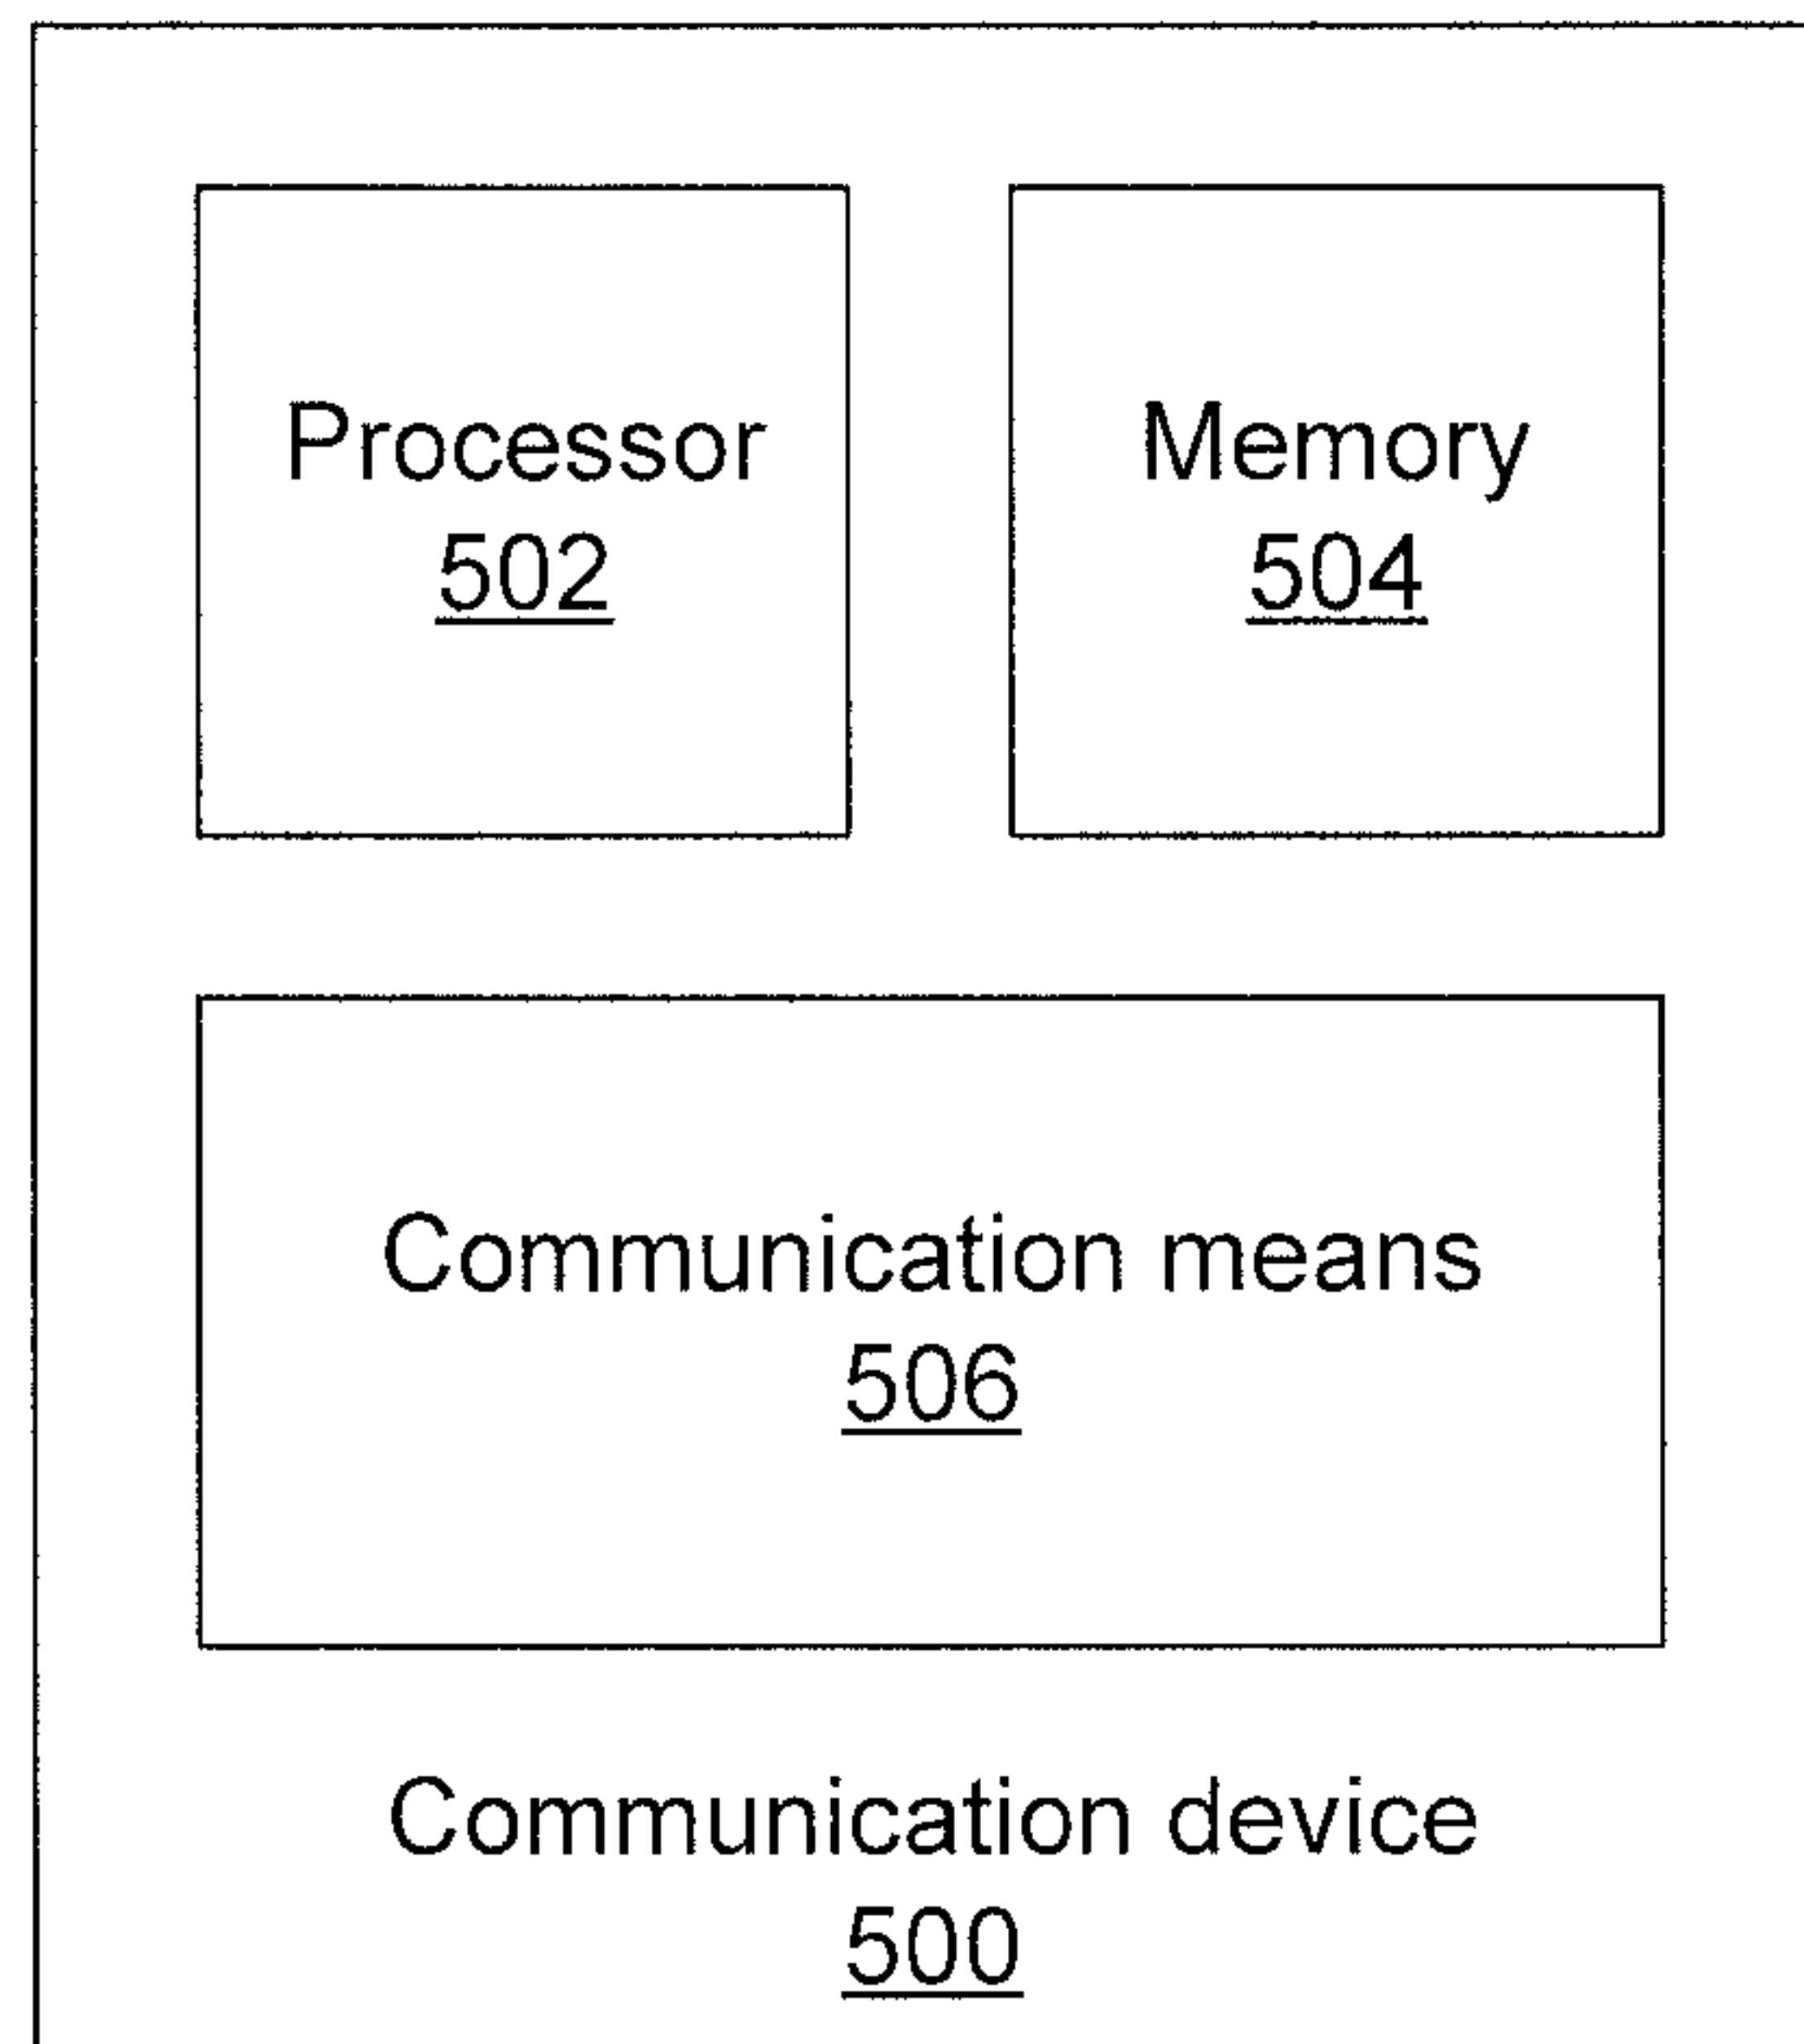 Processor
502
Memory
504
Communication means
506
Communication device
500